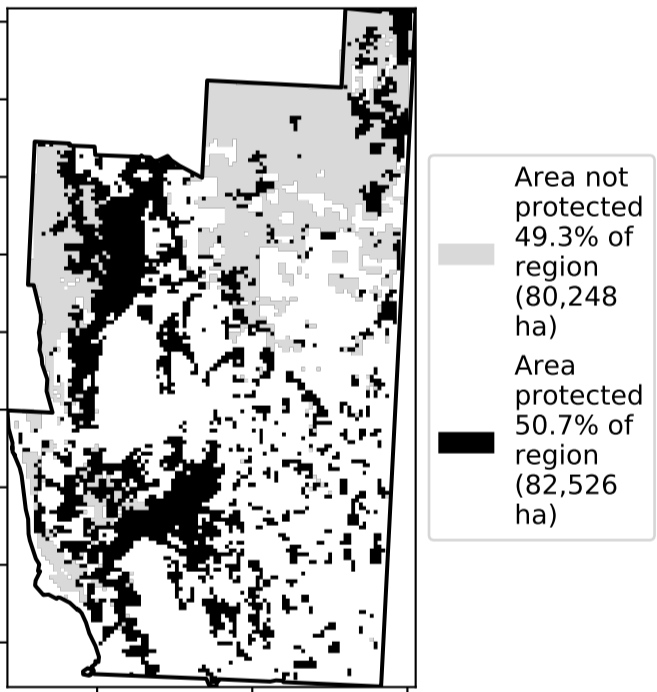 Area not
protected
49.3% of
region
(80,248
ha)
Area
protected
50.7% of
region
(82,526
ha)